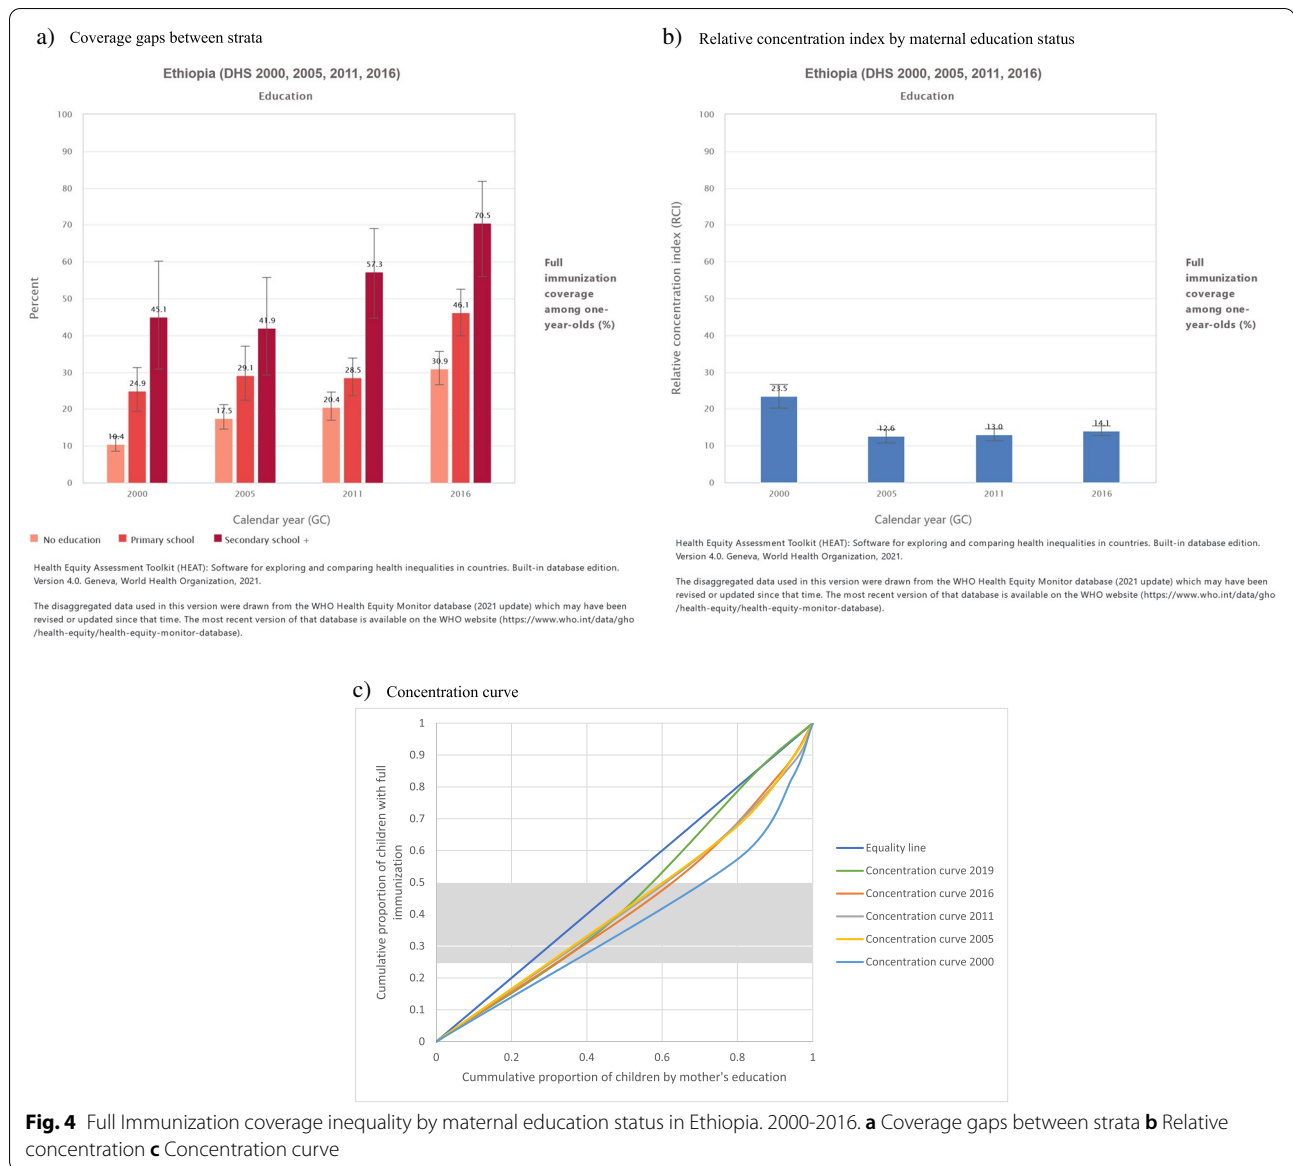 a) Coverage gaps between strata
Ethiopia (DHS 2000, 2005, 2011, 2016)
Education
100
90
80
70
60
50
40
30
20
10
0
Percent
10.4
24.9
45.1
17.5
29.1
41.9
20.4
28.5
57.3
30.9
46.1
70.5
2000
2005
2011
2016
Calendar year (GC)
Full
immunization
coverage
among one-
year-olds (%)
No education
Primary school
Secondary school +
Health Equity Assessment Toolkit (HEAT): Software for exploring and comparing health inequalities in countries. Built-in database edition.
Version 4.0. Geneva, World Health Organization, 2021.
The disaggregated data used in this version were drawn from the WHO Health Equity Monitor database (2021 update) which may have been
revised or updated since that time. The most recent version of that database is available on the WHO website (https://www.who.int/data/gho
/health-equity/health-equity-monitor-database).
b) Relative concentration index by maternal education status
Ethiopia (DHS 2000, 2005, 2011, 2016)
Education
100
90
80
70
60
50
40
30
20
10
0
Relative concentration index (RCI)
23.5
12.6
13.0
14.1
2000
2005
2011
2016
Calendar year (GC)
Full
immunization
coverage
among one-
year-olds (%)
Health Equity Assessment Toolkit (HEAT): Software for exploring and comparing health inequalities in countries. Built-in database edition.
Version 4.0. Geneva, World Health Organization, 2021.
The disaggregated data used in this version were drawn from the WHO Health Equity Monitor database (2021 update) which may have been
revised or updated since that time. The most recent version of that database is available on the WHO website (https://www.who.int/data/gho
/health-equity/health-equity-monitor-database).
c) Concentration curve
1
0.9
0.8
0.7
0.6
0.5
0.4
0.3
0.2
0.1
0
Cumulative proportion of children with full
immunization
0
0.2
0.4
0.6
0.8
1
Cummulative proportion of children by mother's education
Equality line
Concentration curve 2019
Concentration curve 2016
Concentration curve 2011
Concentration curve 2005
Concentration curve 2000
Fig. 4 Full Immunization coverage inequality by maternal education status in Ethiopia. 2000-2016. a Coverage gaps between strata b Relative
concentration c Concentration curve